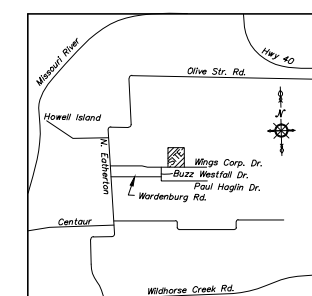 Missouri River
Hwy 40
Olive Str. Rd.
Howell Island
N
N. Eatherton
SITE
Wings Corp. Dr.
Buzz Westfall Dr.
Paul Haglin Dr.
Wardenburg Rd.
Centaur
Wildhorse Creek Rd.